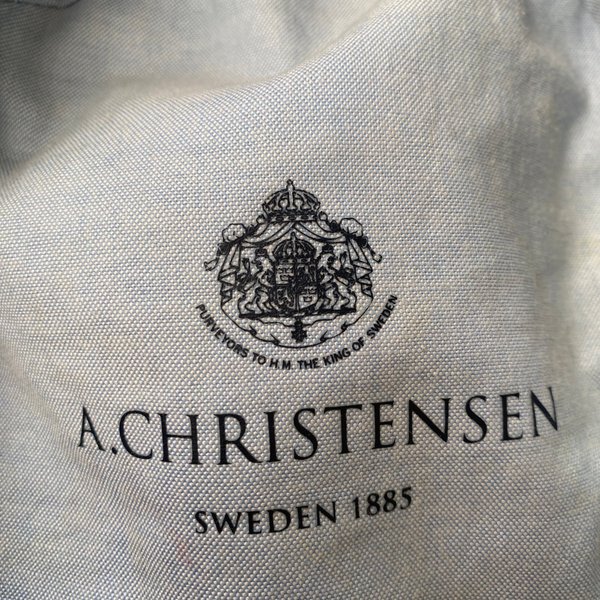 PURVEYORS TO H.M. THE KING OF SWEDEN
A.CHRISTENSEN
SWEDEN 1885